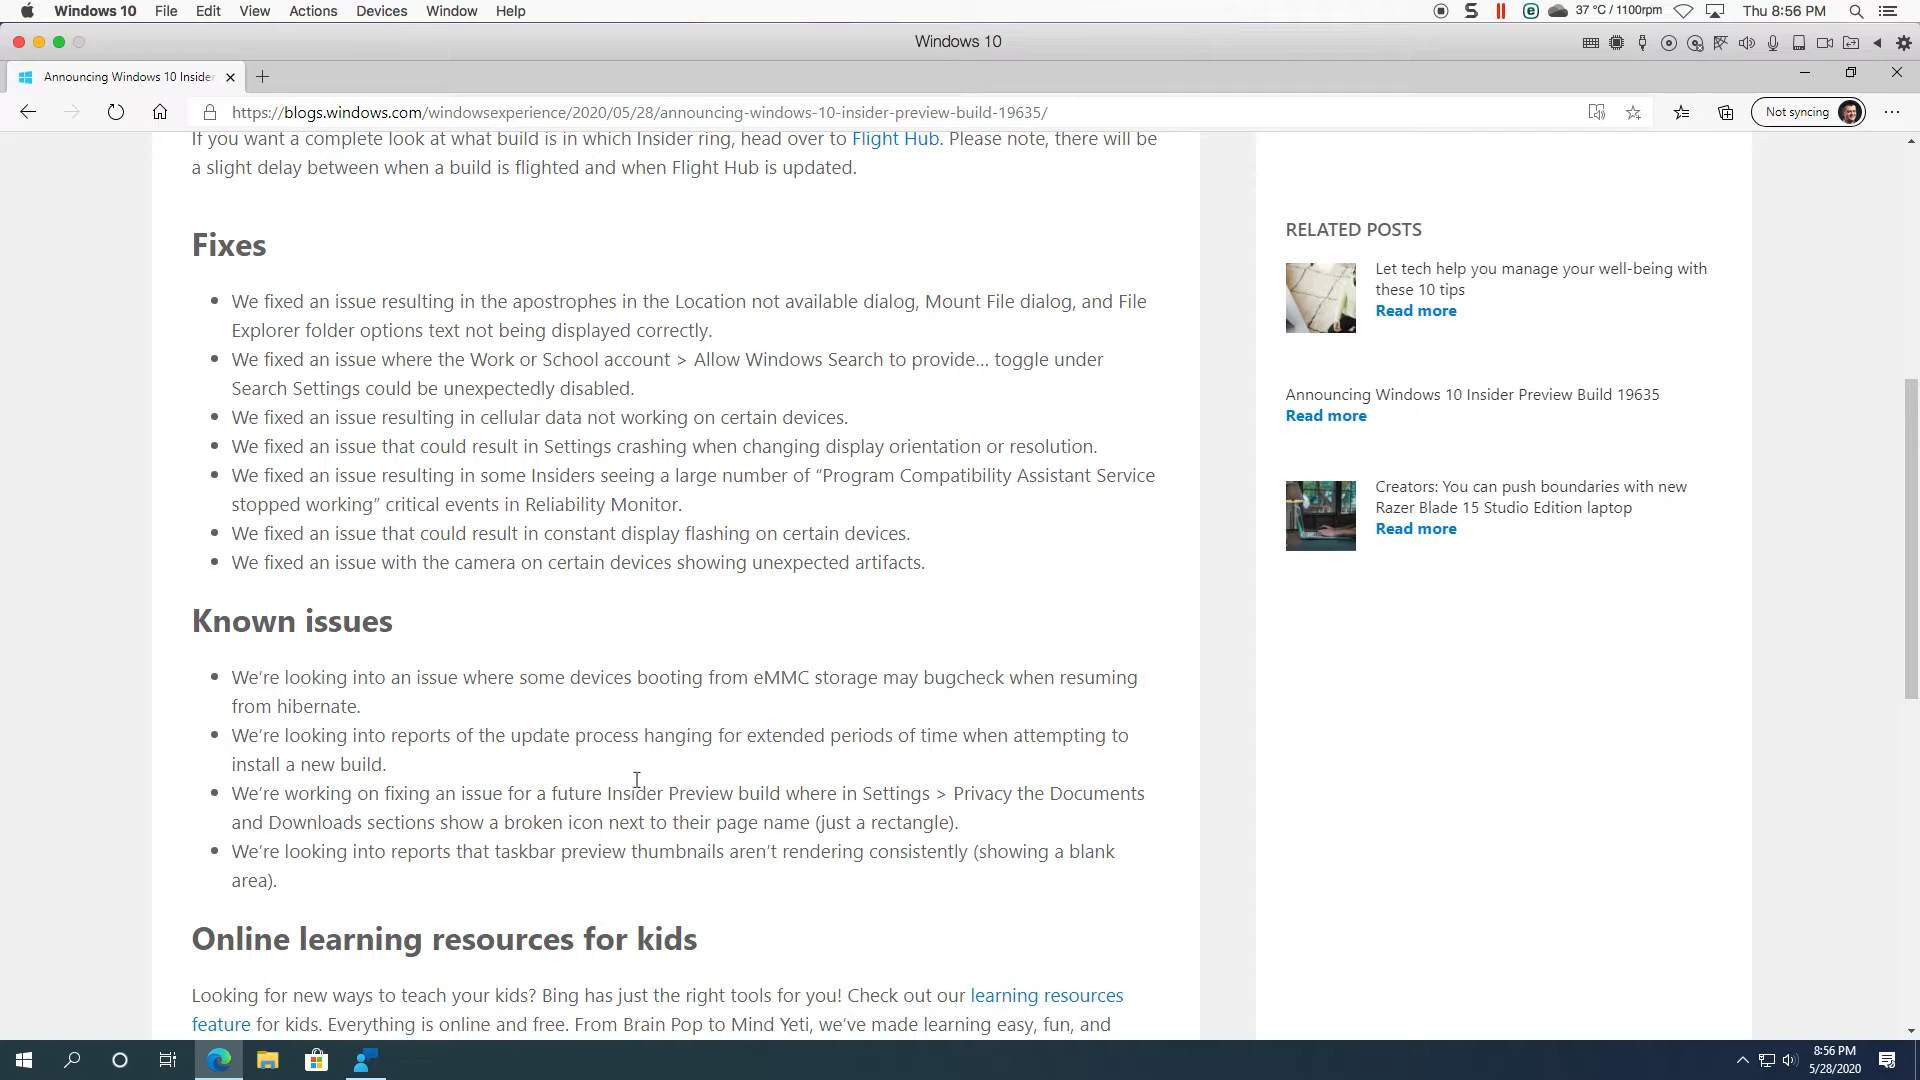 Windows 10 File Edit View Actions Devices Window Help
37 °C / 1100rpm Thu 8:56 PM
Windows 10
Announcing Windows 10 Insider
https://blogs.windows.com/windowsexperience/2020/05/28/announcing-windows-10-insider-preview-build-19635/
Not syncing
If you want a complete look at what build is in which Insider ring, head over to Flight Hub. Please note, there will be
a slight delay between when a build is flighted and when Flight Hub is updated.
Fixes
• We fixed an issue resulting in the apostrophes in the Location not available dialog, Mount File dialog, and File
Explorer folder options text not being displayed correctly.
• We fixed an issue where the Work or School account > Allow Windows Search to provide… toggle under
Search Settings could be unexpectedly disabled.
• We fixed an issue resulting in cellular data not working on certain devices.
• We fixed an issue that could result in Settings crashing when changing display orientation or resolution.
• We fixed an issue resulting in some Insiders seeing a large number of “Program Compatibility Assistant Service
stopped working” critical events in Reliability Monitor.
• We fixed an issue that could result in constant display flashing on certain devices.
• We fixed an issue with the camera on certain devices showing unexpected artifacts.
Known issues
• We’re looking into an issue where some devices booting from eMMC storage may bugcheck when resuming
from hibernate.
• We’re looking into reports of the update process hanging for extended periods of time when attempting to
install a new build.
• We’re working on fixing an issue for a future Insider Preview build where in Settings > Privacy the Documents
and Downloads sections show a broken icon next to their page name (just a rectangle).
• We’re looking into reports that taskbar preview thumbnails aren’t rendering consistently (showing a blank
area).
Online learning resources for kids
Looking for new ways to teach your kids? Bing has just the right tools for you! Check out our learning resources
feature for kids. Everything is online and free. From Brain Pop to Mind Yeti, we’ve made learning easy, fun, and
RELATED POSTS
Let tech help you manage your well-being with
these 10 tips
Read more
Announcing Windows 10 Insider Preview Build 19635
Read more
Creators: You can push boundaries with new
Razer Blade 15 Studio Edition laptop
Read more
8:56 PM
5/28/2020